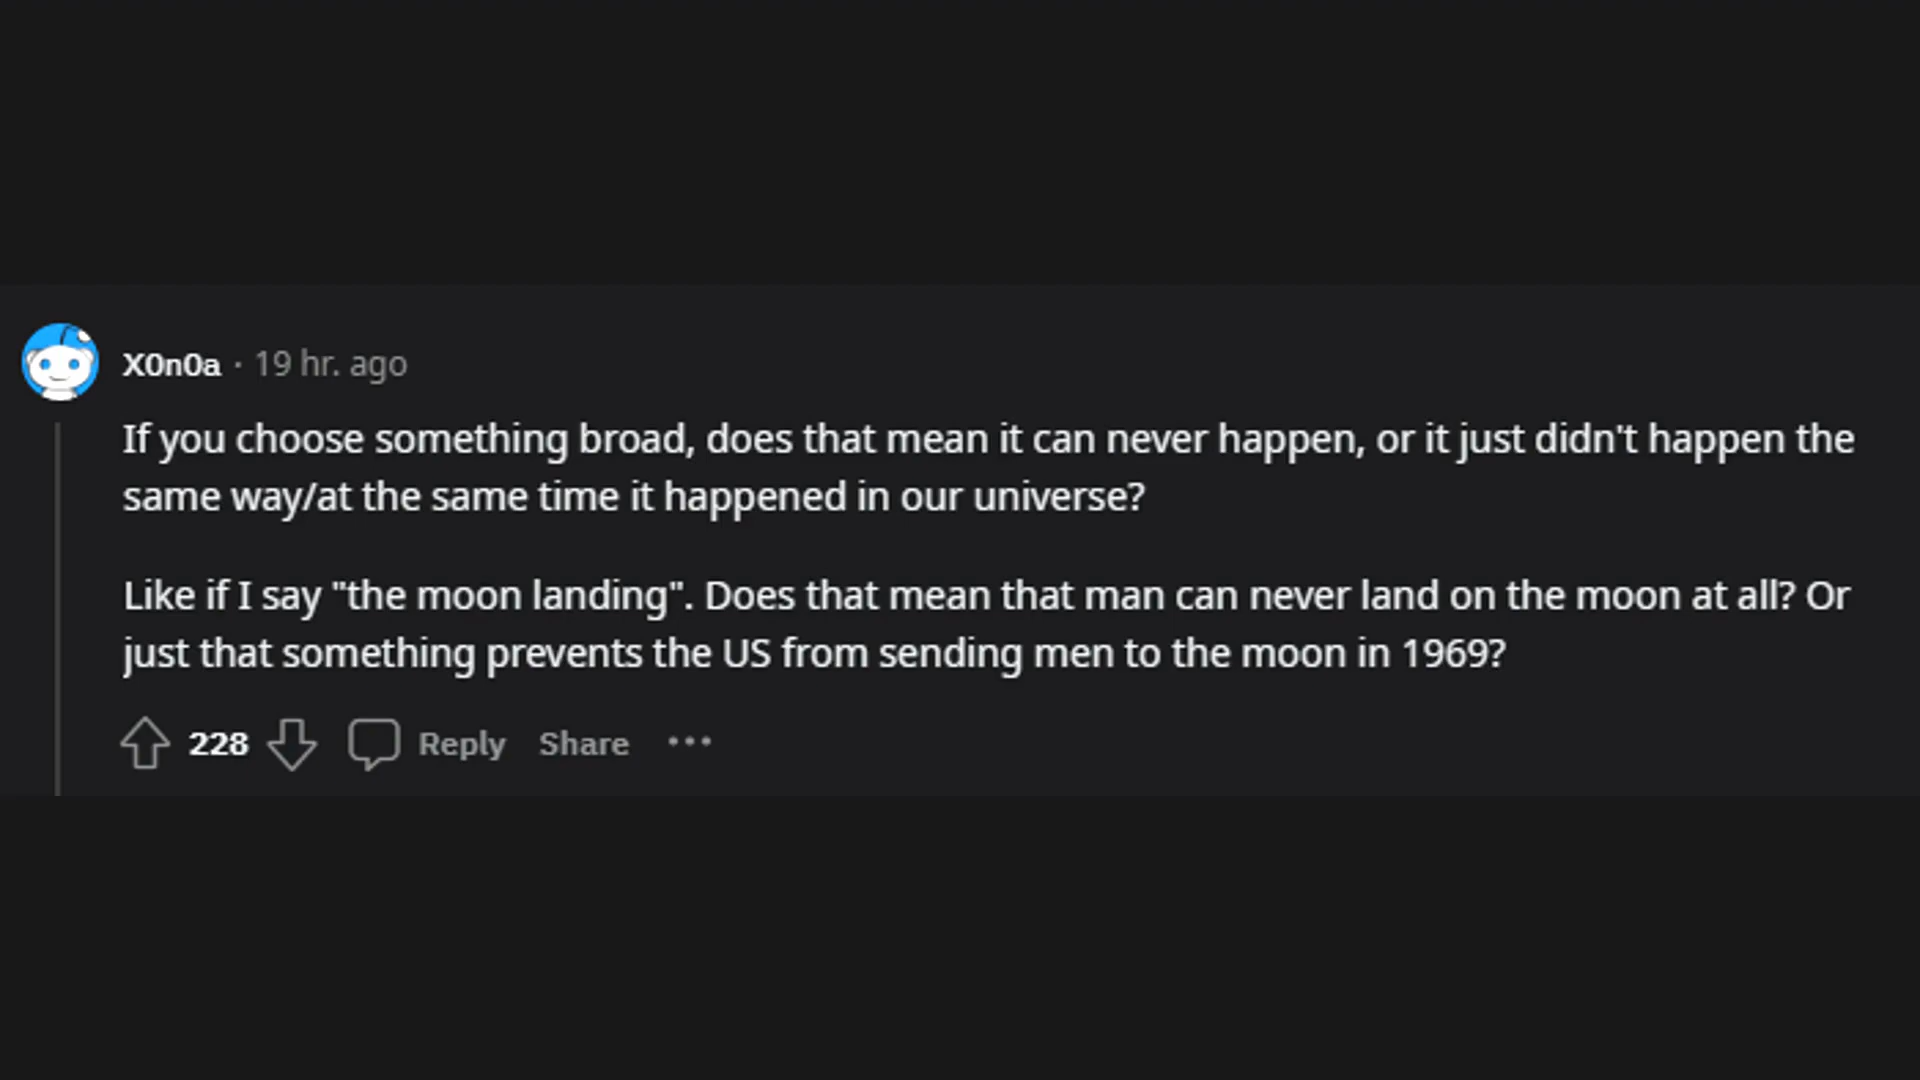 X0n0a · 19 hr. ago
If you choose something broad, does that mean it can never happen, or it just didn't happen the
same way/at the same time it happened in our universe?
Like if I say "the moon landing". Does that mean that man can never land on the moon at all? Or
just that something prevents the US from sending men to the moon in 1969?
228 Reply Share ···